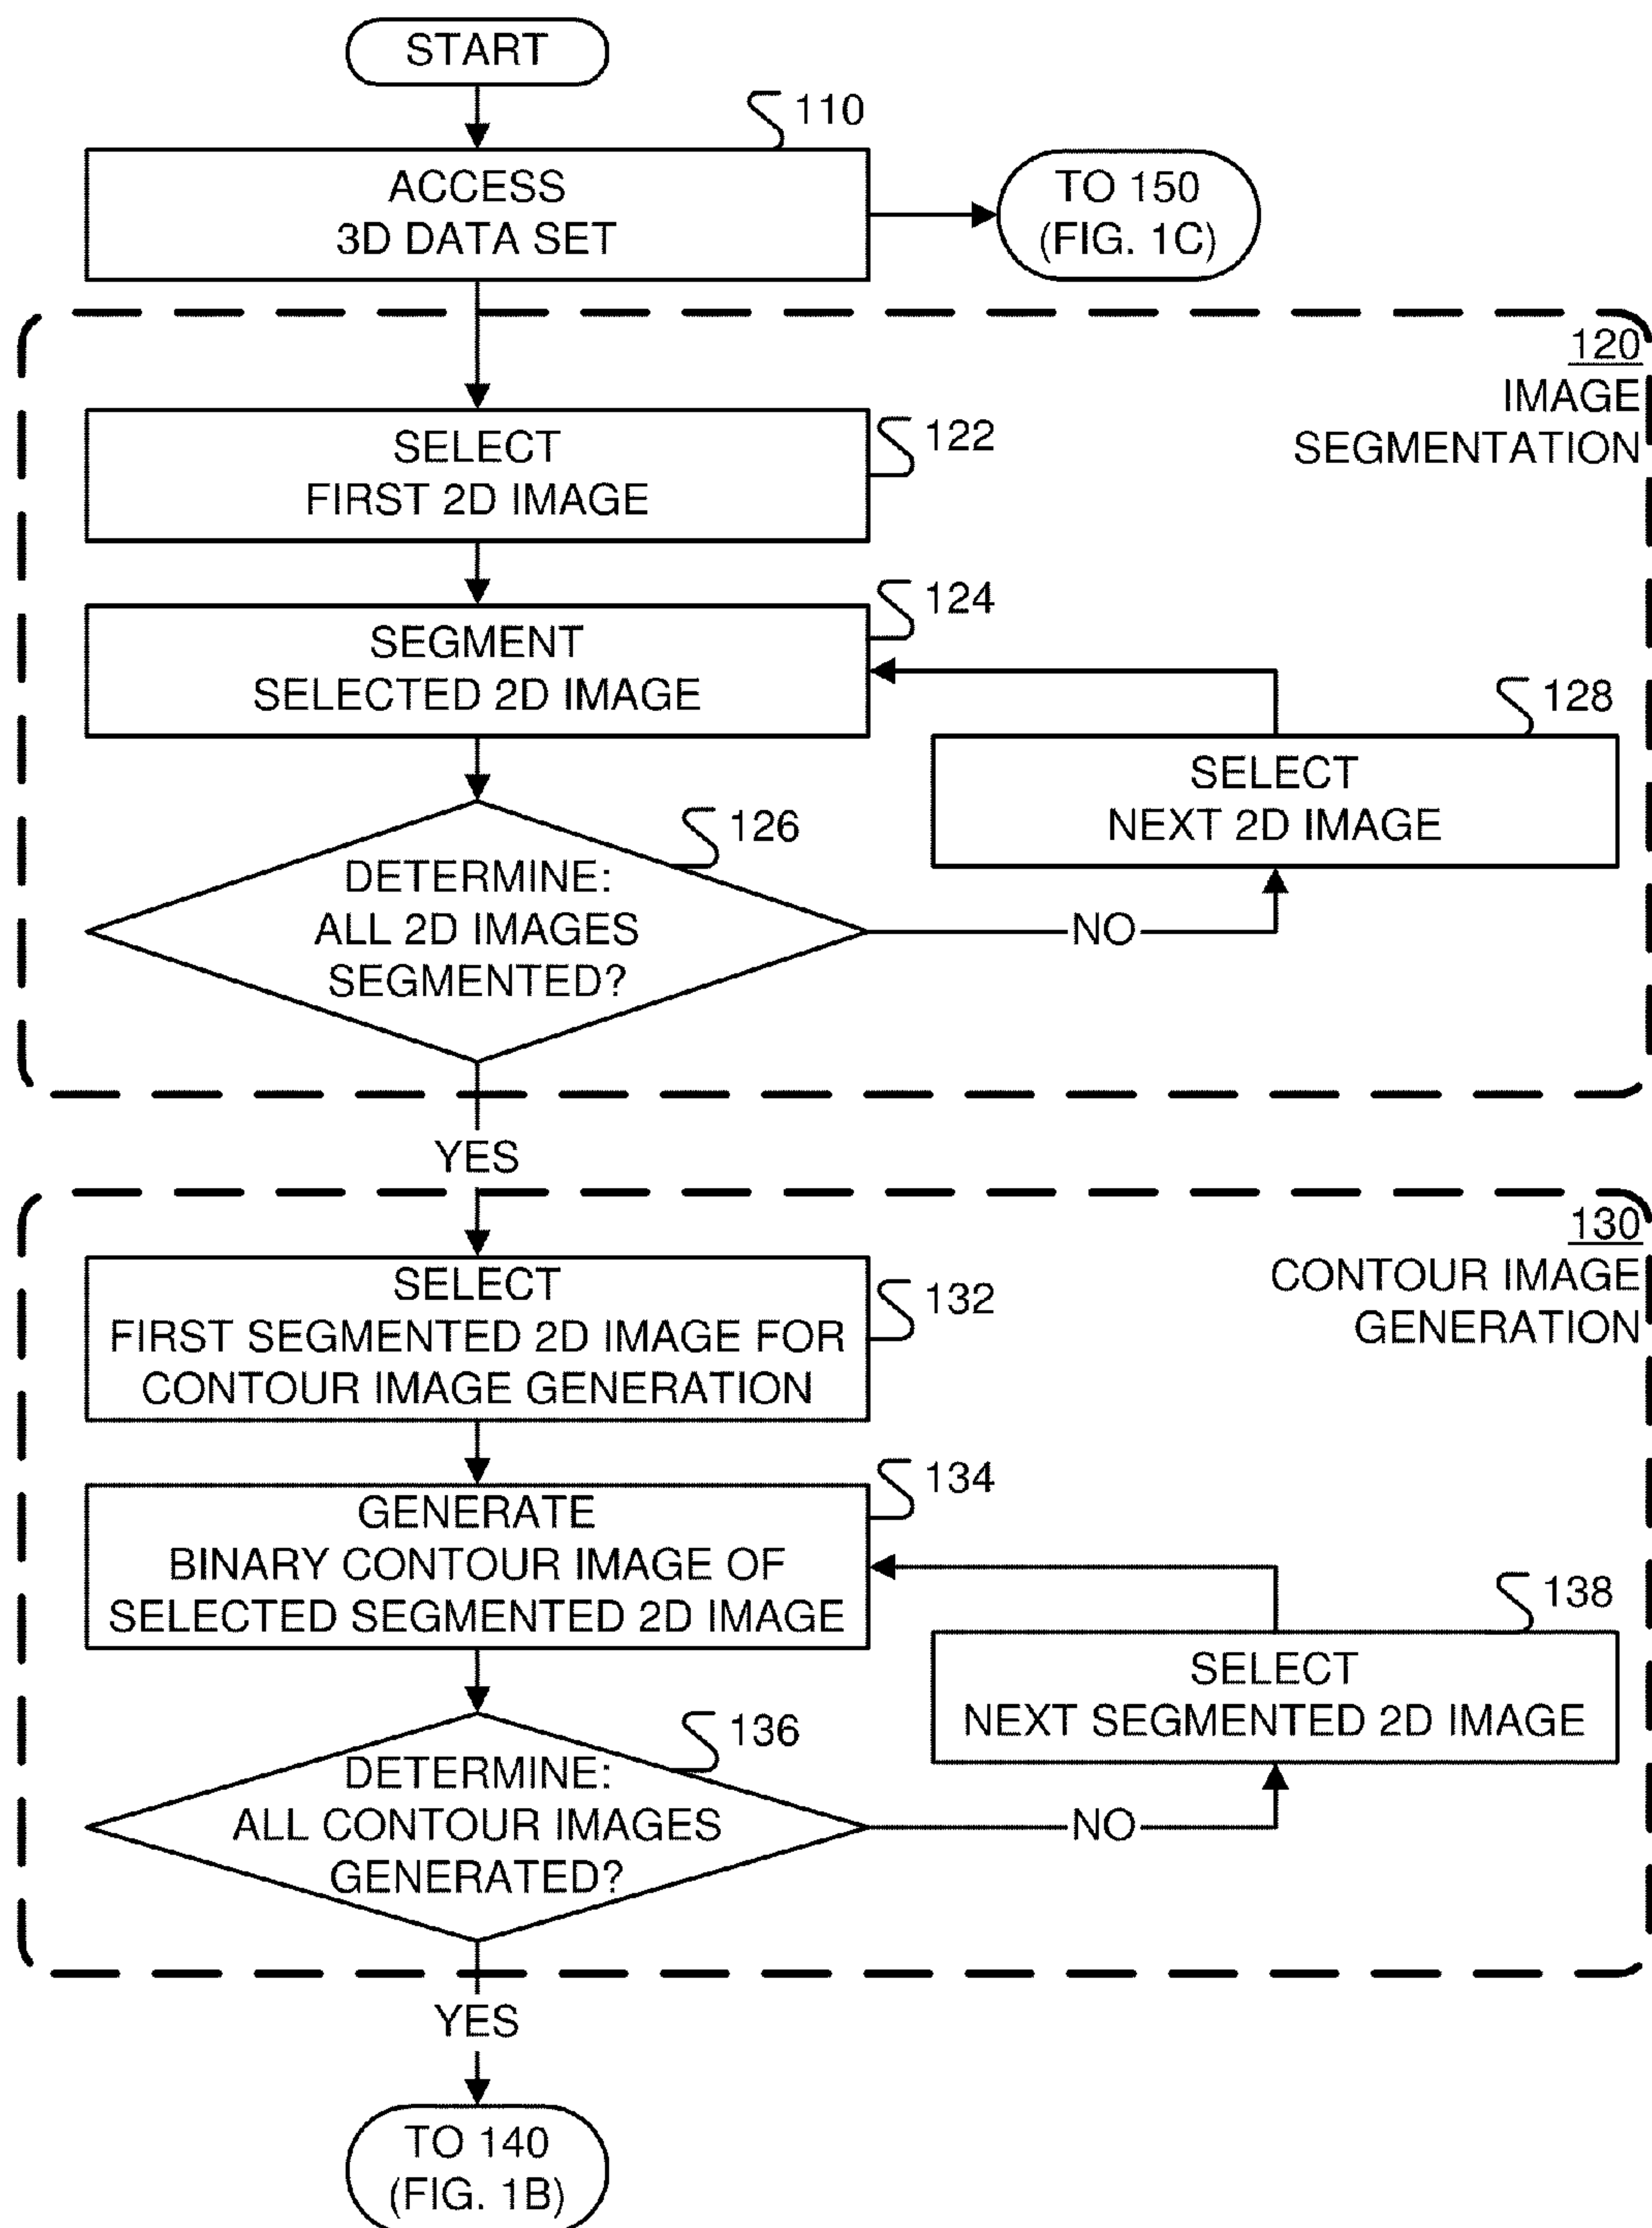 START
110
ACCESS
3D DATA SET
TO 150
(FIG. 1C)
120
IMAGE
SEGMENTATION
122
SELECT
FIRST 2D IMAGE
124
SEGMENT
SELECTED 2D IMAGE
128
SELECT
NEXT 2D IMAGE
126
DETERMINE:
ALL 2D IMAGES
SEGMENTED?
NO
YES
130
CONTOUR IMAGE
GENERATION
132
SELECT
FIRST SEGMENTED 2D IMAGE FOR
CONTOUR IMAGE GENERATION
134
GENERATE
BINARY CONTOUR IMAGE OF
SELECTED SEGMENTED 2D IMAGE
138
SELECT
NEXT SEGMENTED 2D IMAGE
136
DETERMINE:
ALL CONTOUR IMAGES
GENERATED?
NO
YES
TO 140
(FIG. 1B)